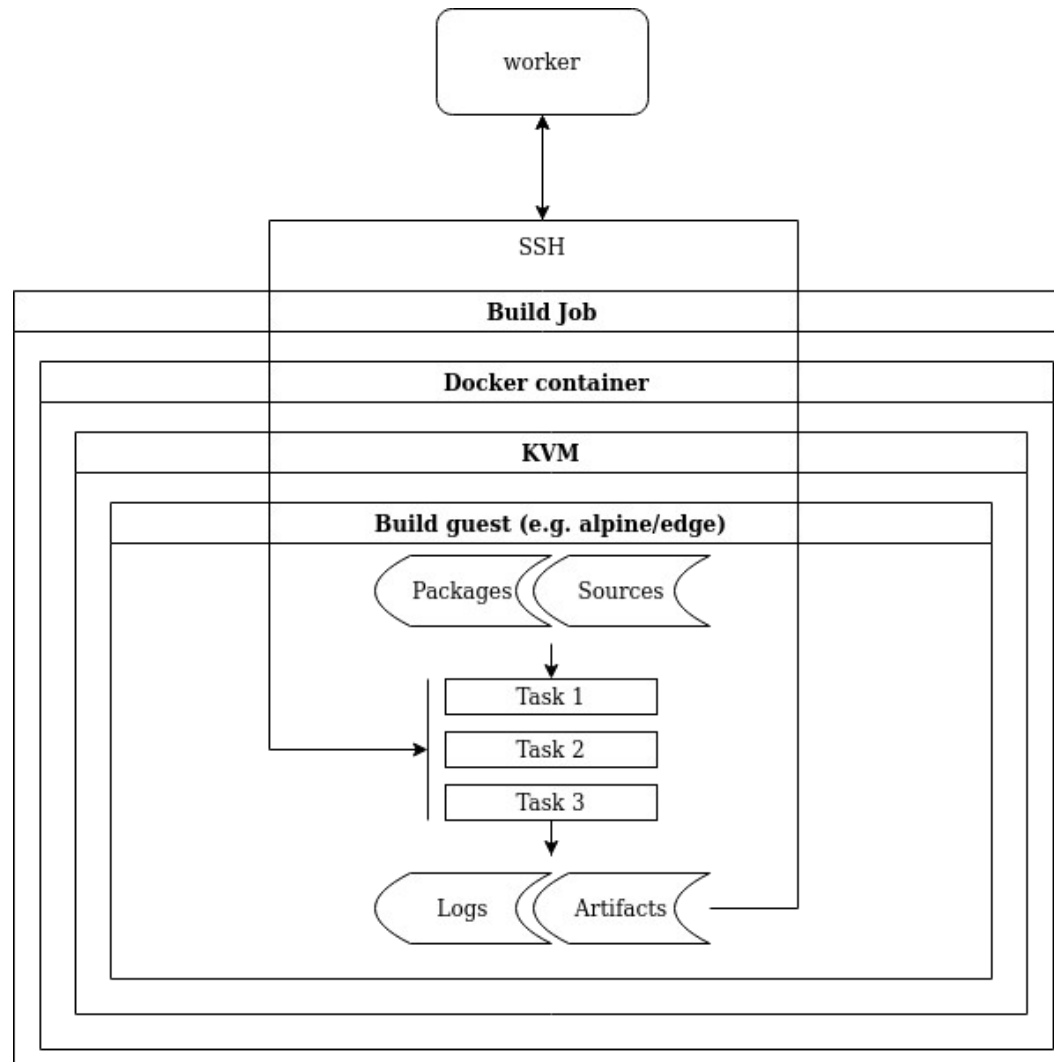 worker
SSH
Build Job
Docker container
KVM
Build guest (e.g. alpine/edge)
Packages
Sources
Task 1
Task 2
Task 3
Logs
Artifacts